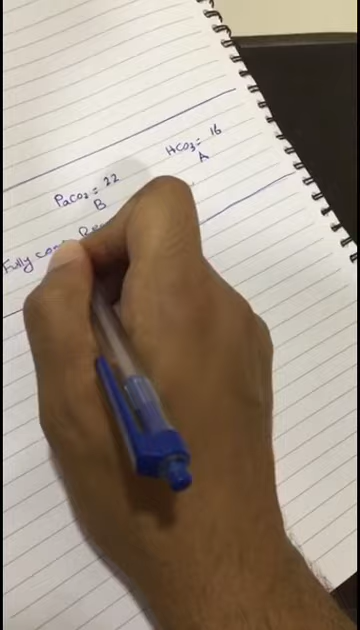 HCO3 = 16
A
PaCO2 = 22
B
Fully